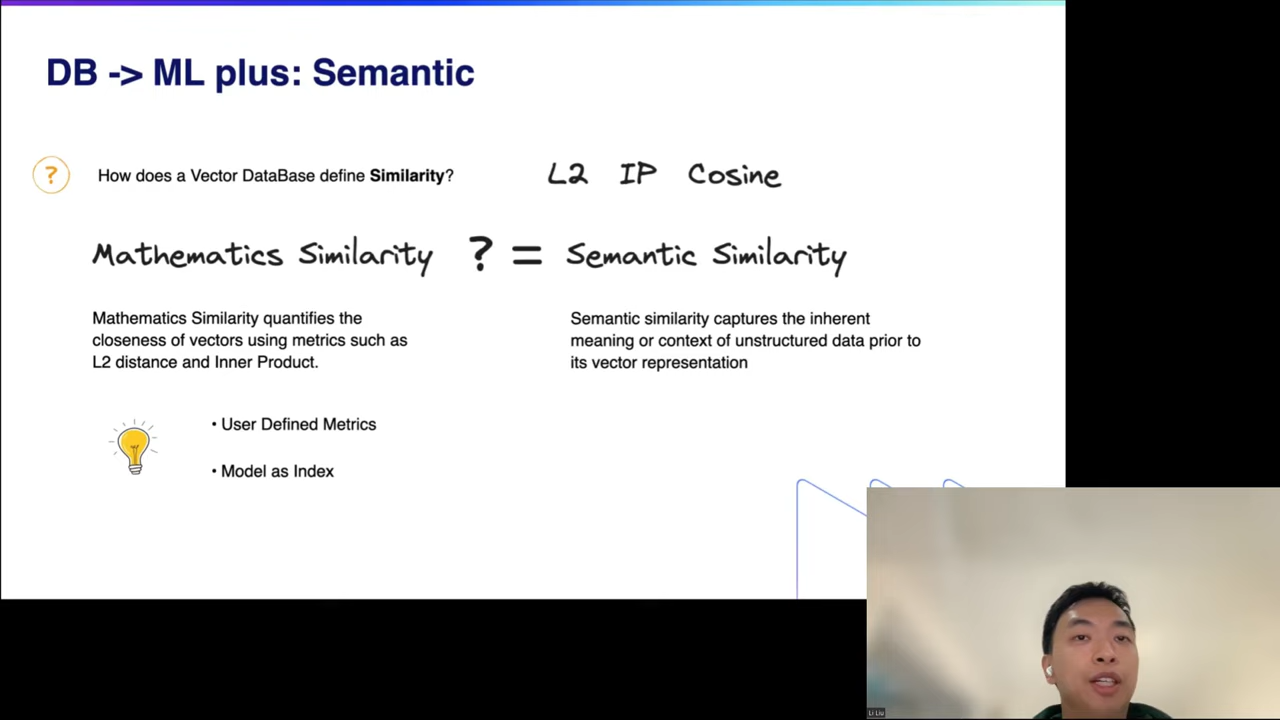 DB -> ML plus: Semantic
?
How does a Vector DataBase define Similarity?
L2 IP Cosine
Mathematics Similarity ? = Semantic Similarity
Mathematics Similarity quantifies the
closeness of vectors using metrics such as
L2 distance and Inner Product.
Semantic similarity captures the inherent
meaning or context of unstructured data prior to
its vector representation
• User Defined Metrics
• Model as Index
Li Liu